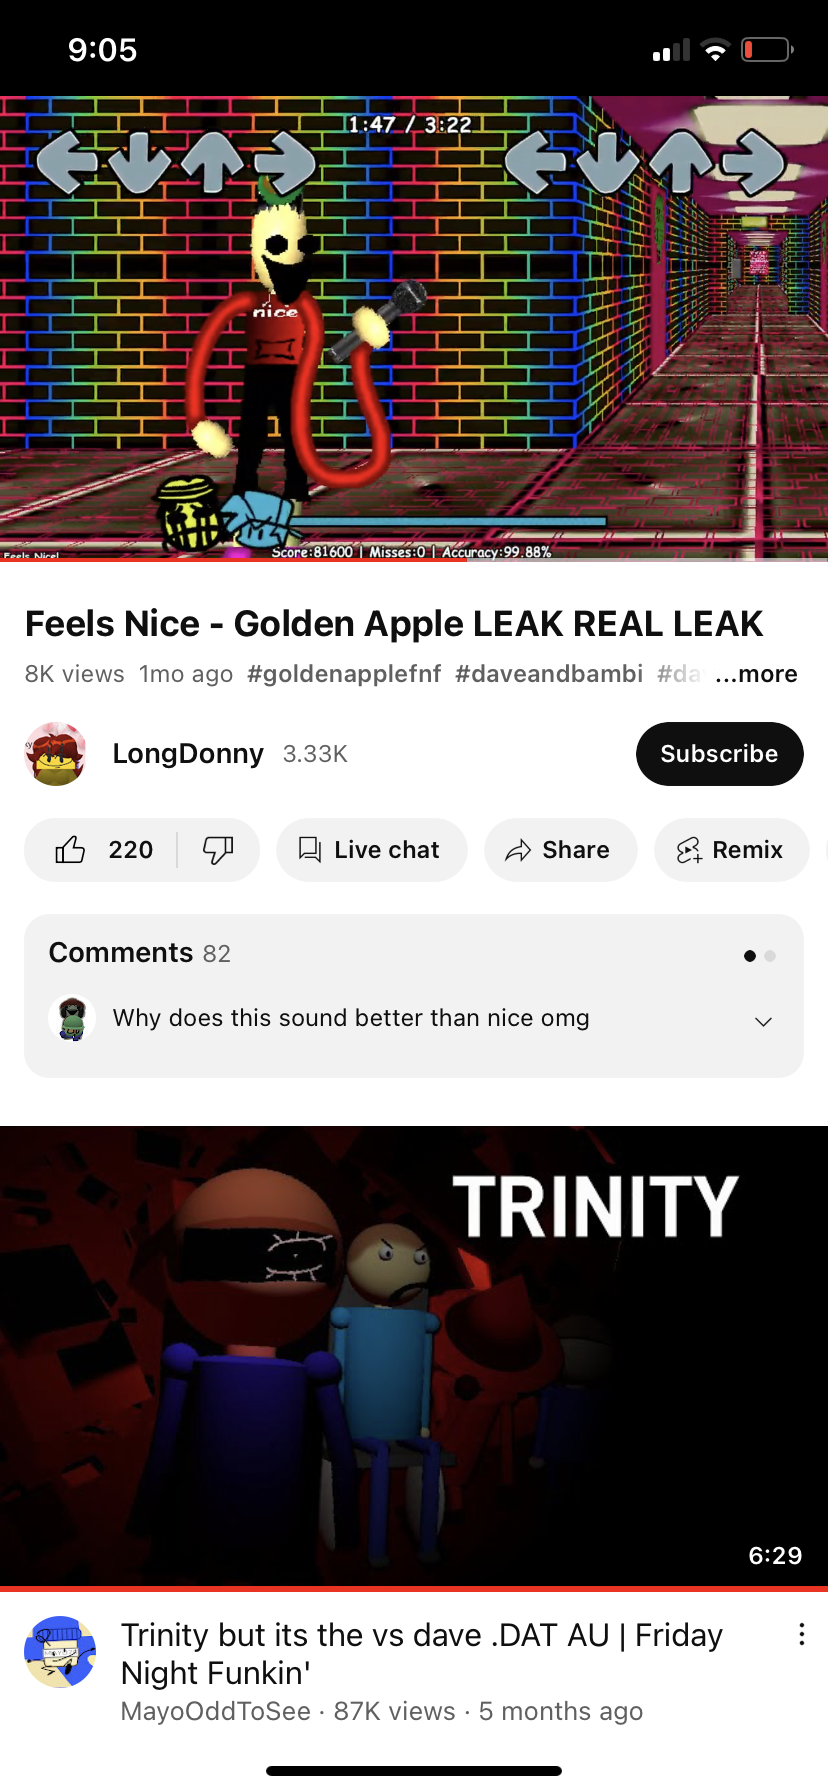 9:05
1:47 / 3:22
nice
Score:81600 | Misses:0 | Accuracy:99.88%
Feels Nice!
Feels Nice - Golden Apple LEAK REAL LEAK
8K views 1mo ago #goldenapplefnf #daveandbambi #da ...more
LongDonny 3.33K
Subscribe
220
Live chat
Share
Remix
Comments 82
Why does this sound better than nice omg
TRINITY
6:29
Trinity but its the vs dave .DAT AU | Friday
Night Funkin'
MayoOddToSee · 87K views · 5 months ago